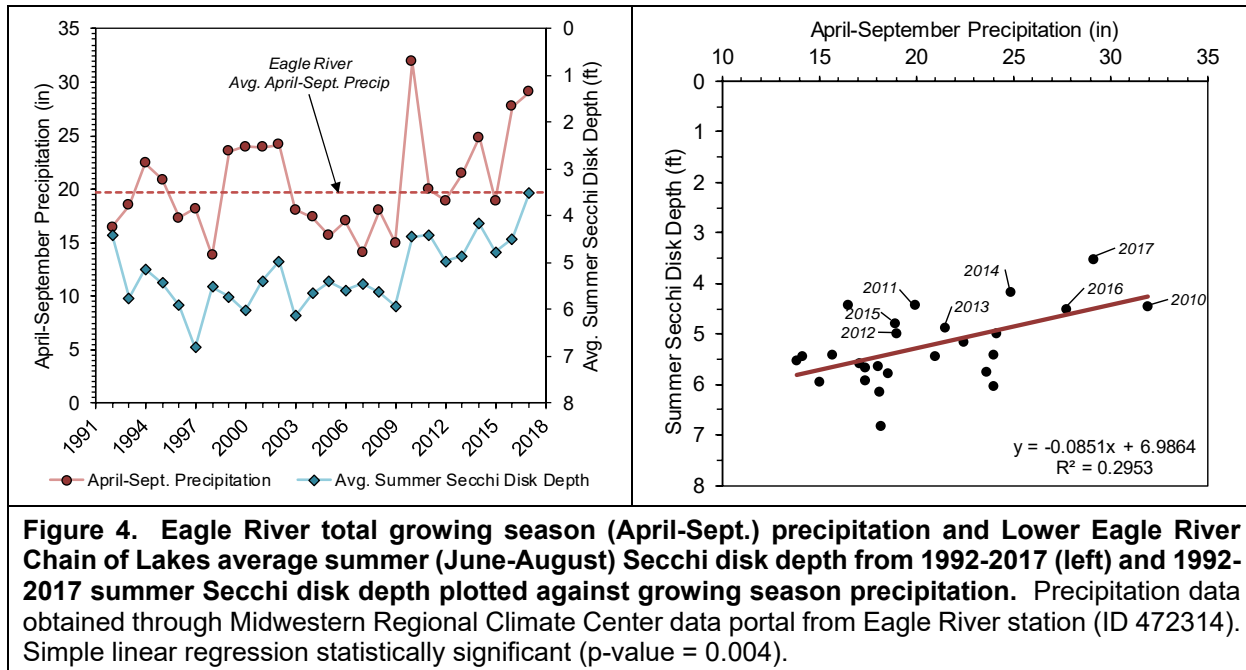 35
30
25
20
15
10
5
0
April-September Precipitation (in)
Eagle River
Avg. April-Sept. Precip
0
1
2
3
4
5
6
7
8
Avg. Summer Secchi Disk Depth (ft)
1991
1994
1997
2000
2003
2006
2009
2012
2015
2018
April-Sept. Precipitation
Avg. Summer Secchi Disk Depth
April-September Precipitation (in)
10 15 20 25 30 35
0
1
2
3
4
5
6
7
8
Summer Secchi Disk Depth (ft)
2017
2014
2011
2016
2010
2015
2013
2012
y = -0.0851x + 6.9864
R² = 0.2953
Figure 4. Eagle River total growing season (April-Sept.) precipitation and Lower Eagle River
Chain of Lakes average summer (June-August) Secchi disk depth from 1992-2017 (left) and 1992-
2017 summer Secchi disk depth plotted against growing season precipitation. Precipitation data
obtained through Midwestern Regional Climate Center data portal from Eagle River station (ID 472314).
Simple linear regression statistically significant (p-value = 0.004).